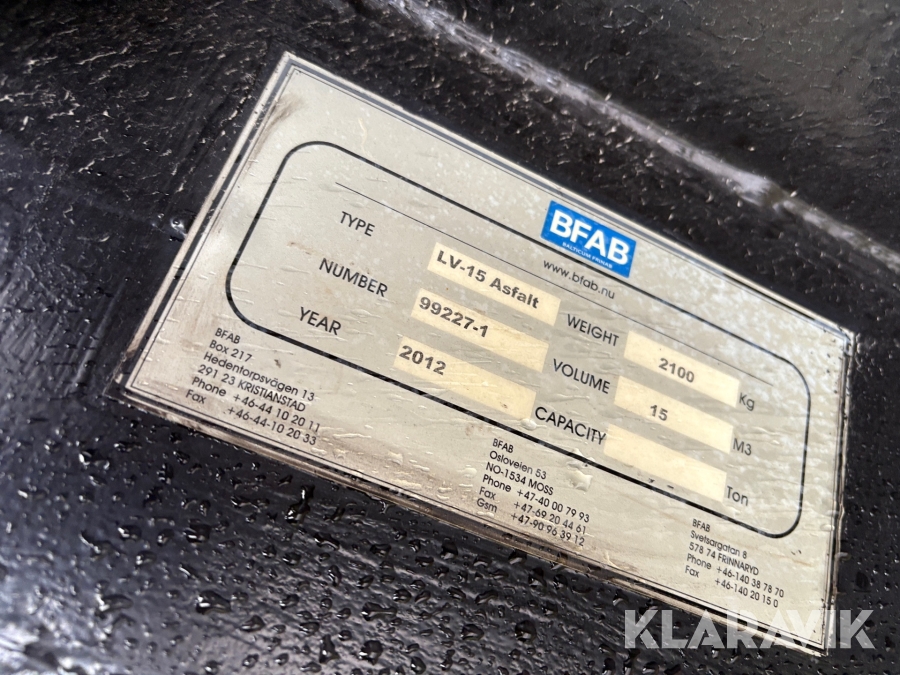 BFAB
BALTICUM FRINAB
www.bfab.nu
TYPE LV-15 Asfalt WEIGHT 2100 Kg
NUMBER 99227-1 VOLUME 15 M3
YEAR 2012 CAPACITY - - Ton
BFAB
Box 217
Hedentorpsvägen 13
291 23 KRISTIANSTAD
Phone +46-44 10 20 11
Fax +46-44-10 20 33
BFAB
Osloveien 53
NO-1534 MOSS
Phone +47-40 00 79 93
Fax +47-69 20 44 61
Gsm +47-90 96 39 12
BFAB
Svetsargatan 8
578 74 FRINNARYD
Phone +46-140 38 78 70
Fax +46-140 20 15 0
KLARAVIK